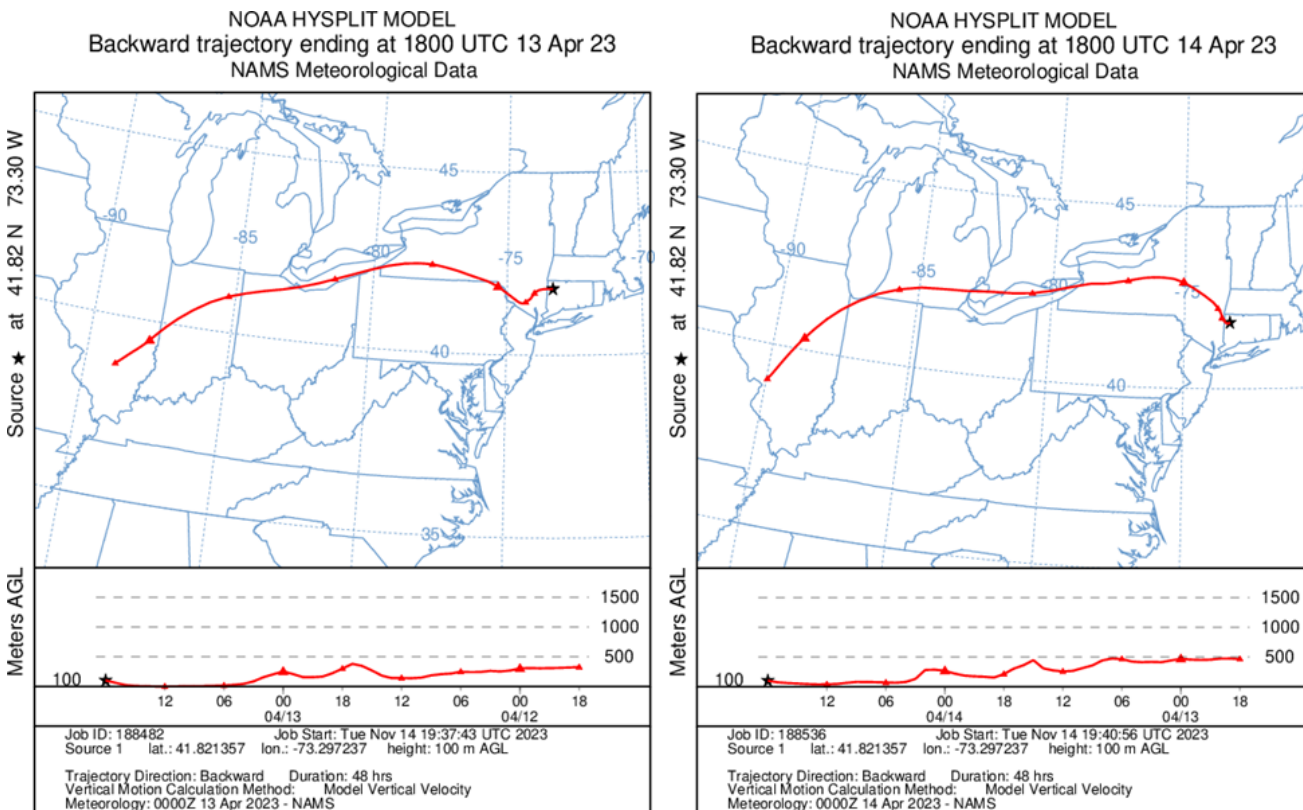 NOAA HYSPLIT MODEL
Backward trajectory ending at 1800 UTC 13 Apr 23
NAMS Meteorological Data
Source ★ at 41.82 N 73.30 W
-90
-85
-80
-75
-70
45
40
35
Meters AGL
1500
1000
500
100
12 06 00 18 12 06 00 18
04/13 04/12
Job ID: 188482 Job Start: Tue Nov 14 19:37:43 UTC 2023
Source 1 lat.: 41.821357 lon.: -73.297237 height: 100 m AGL
Trajectory Direction: Backward Duration: 48 hrs
Vertical Motion Calculation Method: Model Vertical Velocity
Meteorology: 0000Z 13 Apr 2023 - NAMS
NOAA HYSPLIT MODEL
Backward trajectory ending at 1800 UTC 14 Apr 23
NAMS Meteorological Data
Source ★ at 41.82 N 73.30 W
-90
-85
-80
-75
45
40
Meters AGL
1500
1000
500
100
12 06 00 18 12 06 00 18
04/14 04/13
Job ID: 188536 Job Start: Tue Nov 14 19:40:56 UTC 2023
Source 1 lat.: 41.821357 lon.: -73.297237 height: 100 m AGL
Trajectory Direction: Backward Duration: 48 hrs
Vertical Motion Calculation Method: Model Vertical Velocity
Meteorology: 0000Z 14 Apr 2023 - NAMS